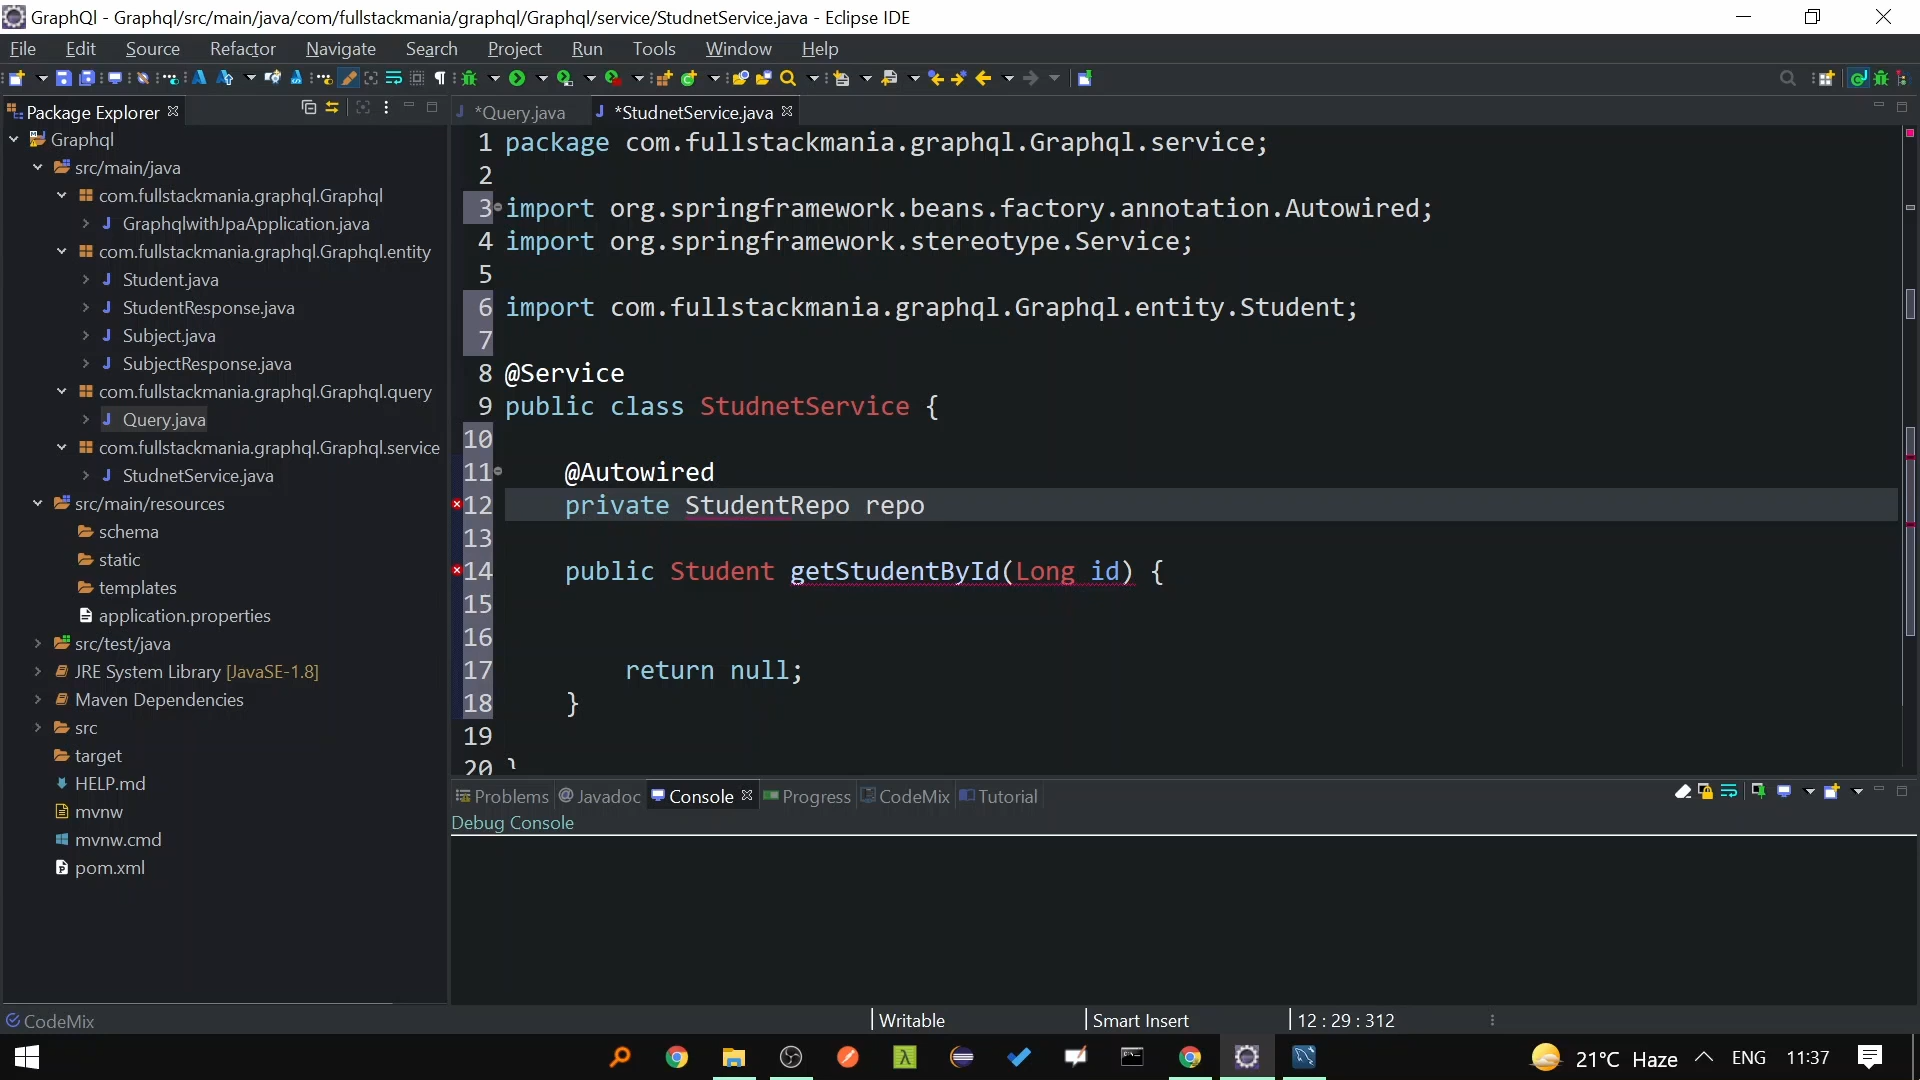 GraphQl - Graphql/src/main/java/com/fullstackmania/graphql/Graphql/service/StudnetService.java - Eclipse IDE
File Edit Source Refactor Navigate Search Project Run Tools Window Help
Package Explorer
*Query.java *StudnetService.java
Graphql
src/main/java
com.fullstackmania.graphql.Graphql
GraphqlwithJpaApplication.java
com.fullstackmania.graphql.Graphql.entity
Student.java
StudentResponse.java
Subject.java
SubjectResponse.java
com.fullstackmania.graphql.Graphql.query
Query.java
com.fullstackmania.graphql.Graphql.service
StudnetService.java
src/main/resources
schema
static
templates
application.properties
src/test/java
JRE System Library [JavaSE-1.8]
Maven Dependencies
src
target
HELP.md
mvnw
mvnw.cmd
pom.xml
1 package com.fullstackmania.graphql.Graphql.service;
2
3 import org.springframework.beans.factory.annotation.Autowired;
4 import org.springframework.stereotype.Service;
5
6 import com.fullstackmania.graphql.Graphql.entity.Student;
7
8 @Service
9 public class StudnetService {
10
11 @Autowired
12 private StudentRepo repo
13
14 public Student getStudentById(Long id) {
15
16
17 return null;
18 }
19
20 }
Problems @ Javadoc Console Progress CodeMix Tutorial
Debug Console
CodeMix Writable Smart Insert 12 : 29 : 312
21°C Haze ENG 11:37